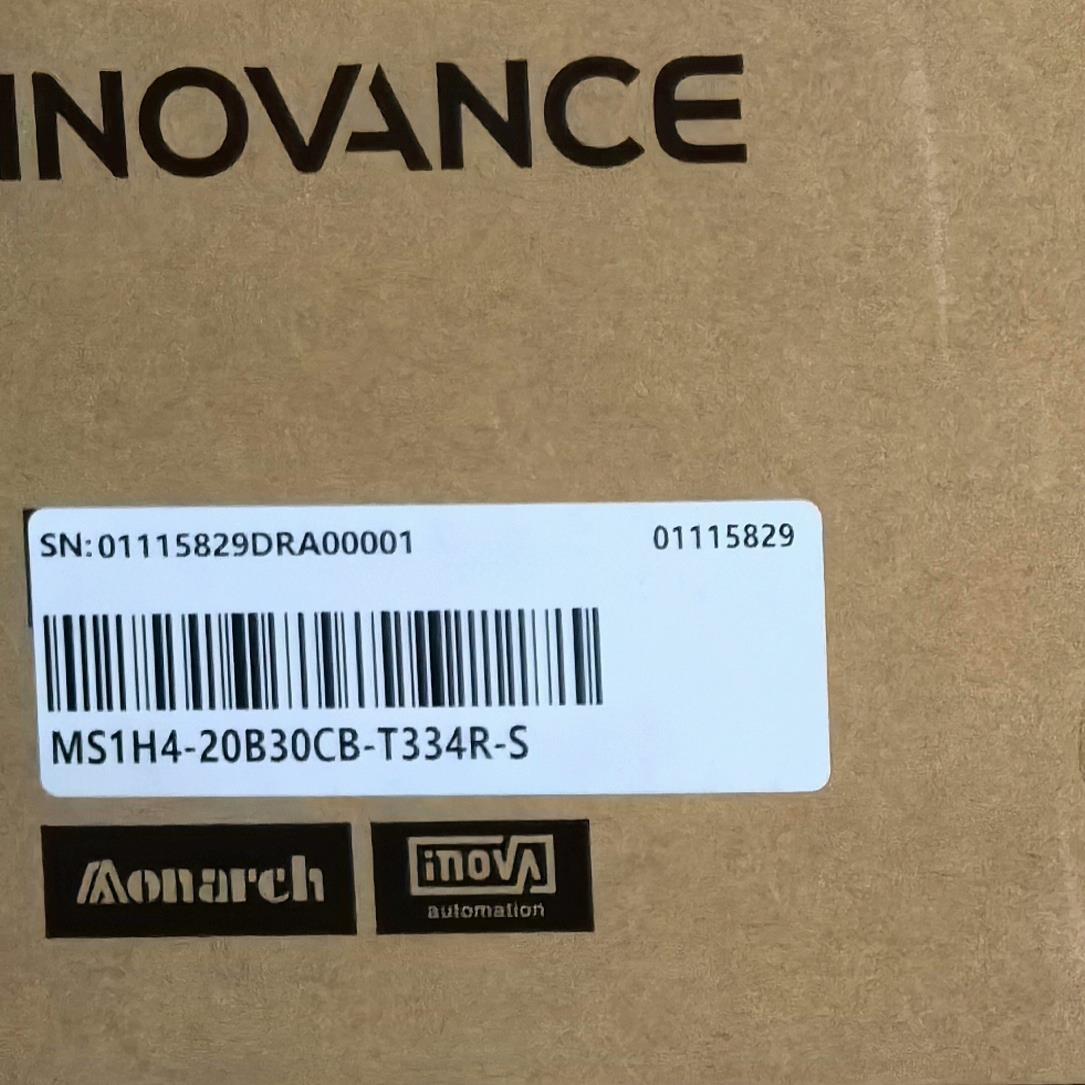 INOVANCE
SN:01115829DRA00001 01115829
MS1H4-20B30CB-T334R-S
Monarch
inovA
automation